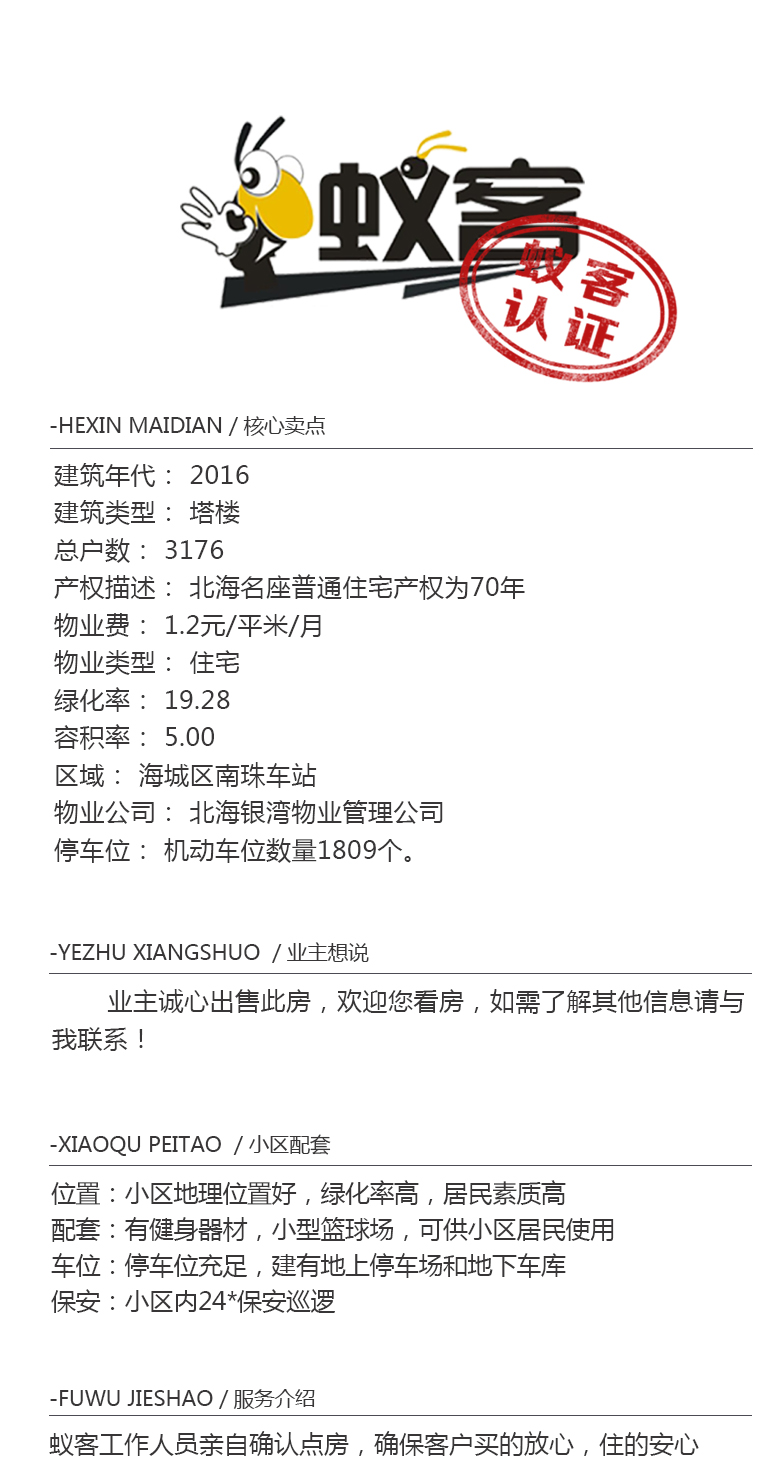 蚁客
蚁客
认证
-HEXIN MAIDIAN / 核心卖点
建筑年代： 2016
建筑类型： 塔楼
总户数： 3176
产权描述： 北海名座普通住宅产权为70年
物业费： 1.2元/平米/月
物业类型： 住宅
绿化率： 19.28
容积率： 5.00
区域： 海城区南珠车站
物业公司： 北海银湾物业管理公司
停车位： 机动车位数量1809个。
-YEZHU XIANGSHUO / 业主想说
业主诚心出售此房，欢迎您看房，如需了解其他信息请与
我联系！
-XIAOQU PEITAO / 小区配套
位置：小区地理位置好，绿化率高，居民素质高
配套：有健身器材，小型篮球场，可供小区居民使用
车位：停车位充足，建有地上停车场和地下车库
保安：小区内24*保安巡逻
-FUWU JIESHAO / 服务介绍
蚁客工作人员亲自确认点房，确保客户买的放心，住的安心